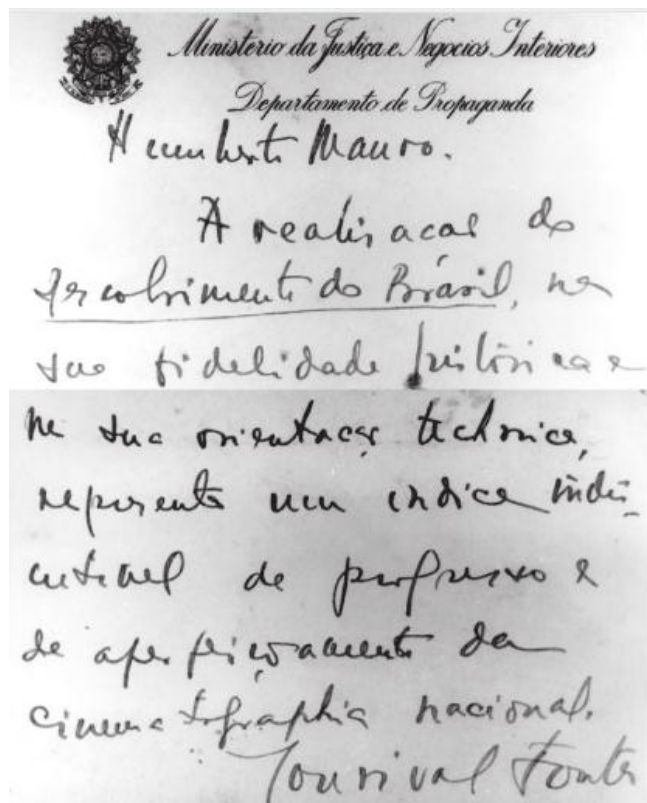 Ministerio da Justiça e Negocios Interiores
Departamento de Propaganda
Humberto Mauro.
A realisação do
descobrimento do Brasil, na
sua fidelidade historica e
na sua orientação technica,
representa um indice indis-
cutivel de progresso e
de aperfeiçoamento da
cinematographia nacional.
Lourival Fontes